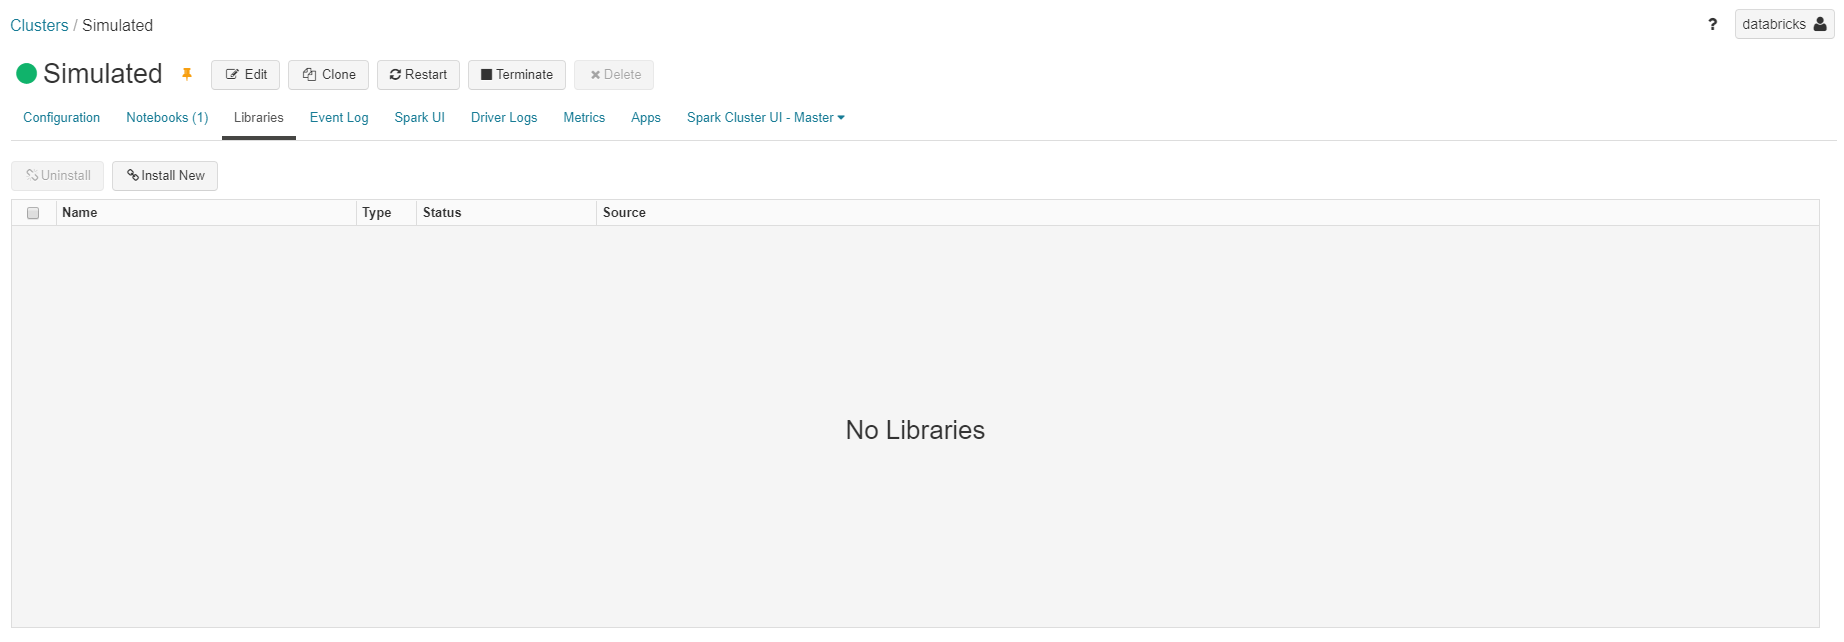 Clusters / Simulated
? databricks
Simulated Edit Clone Restart Terminate Delete
Configuration Notebooks (1) Libraries Event Log Spark UI Driver Logs Metrics Apps Spark Cluster UI - Master
Uninstall Install New
Name Type Status Source
No Libraries